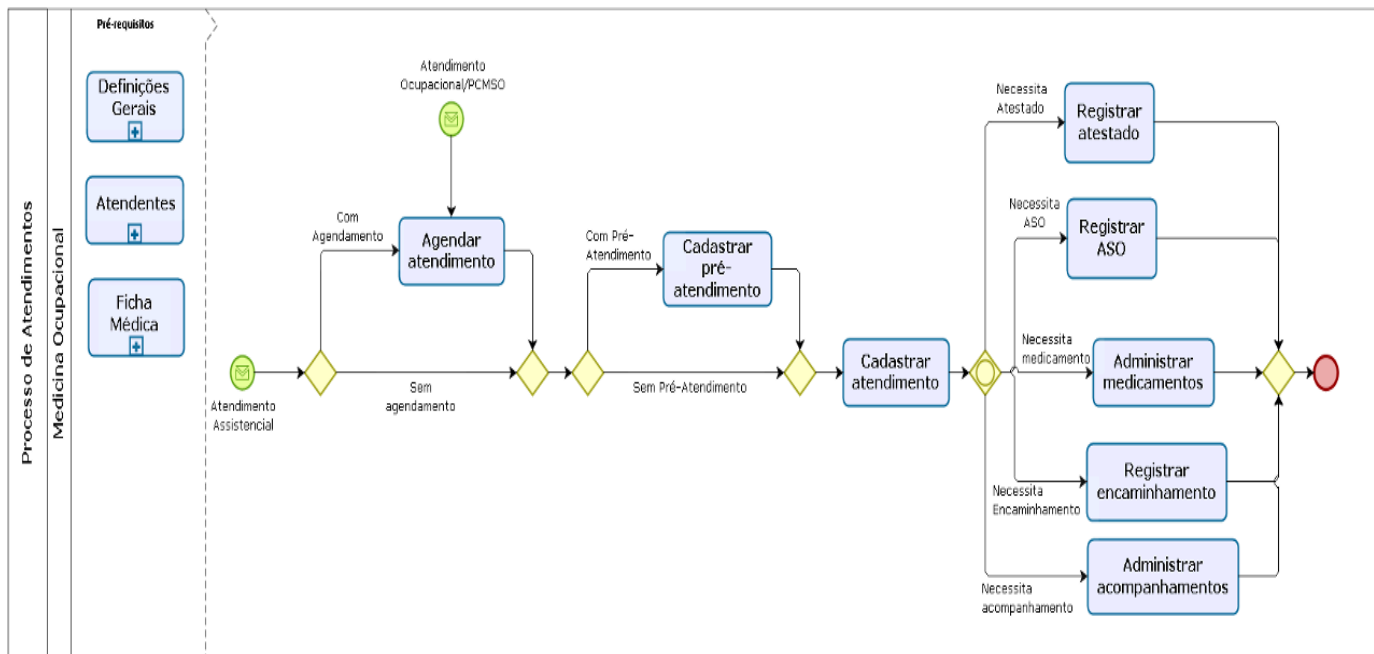 Processo de Atendimentos
Medicina Ocupacional
Pré-requisitos
Definições
Gerais
Atendentes
Ficha
Médica
Atendimento
Assistencial
Com
Agendamento
Sem
agendamento
Atendimento
Ocupacional/PCMSO
Agendar
atendimento
Com Pré-
Atendimento
Sem Pré-Atendimento
Cadastrar
pré-
atendimento
Cadastrar
atendimento
Necessita
Atestado
Registrar
atestado
Necessita
ASO
Registrar
ASO
Necessita
medicamento
Administrar
medicamentos
Necessita
Encaminhamento
Registrar
encaminhamento
Necessita
acompanhamento
Administrar
acompanhamentos